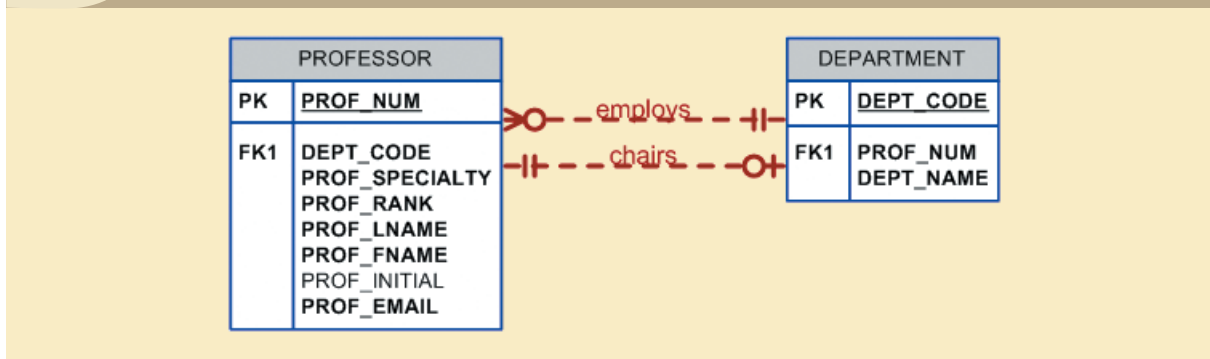 PROFESSOR
PK PROF_NUM
FK1 DEPT_CODE
PROF_SPECIALTY
PROF_RANK
PROF_LNAME
PROF_FNAME
PROF_INITIAL
PROF_EMAIL
employs
chairs
DEPARTMENT
PK DEPT_CODE
FK1 PROF_NUM
DEPT_NAME